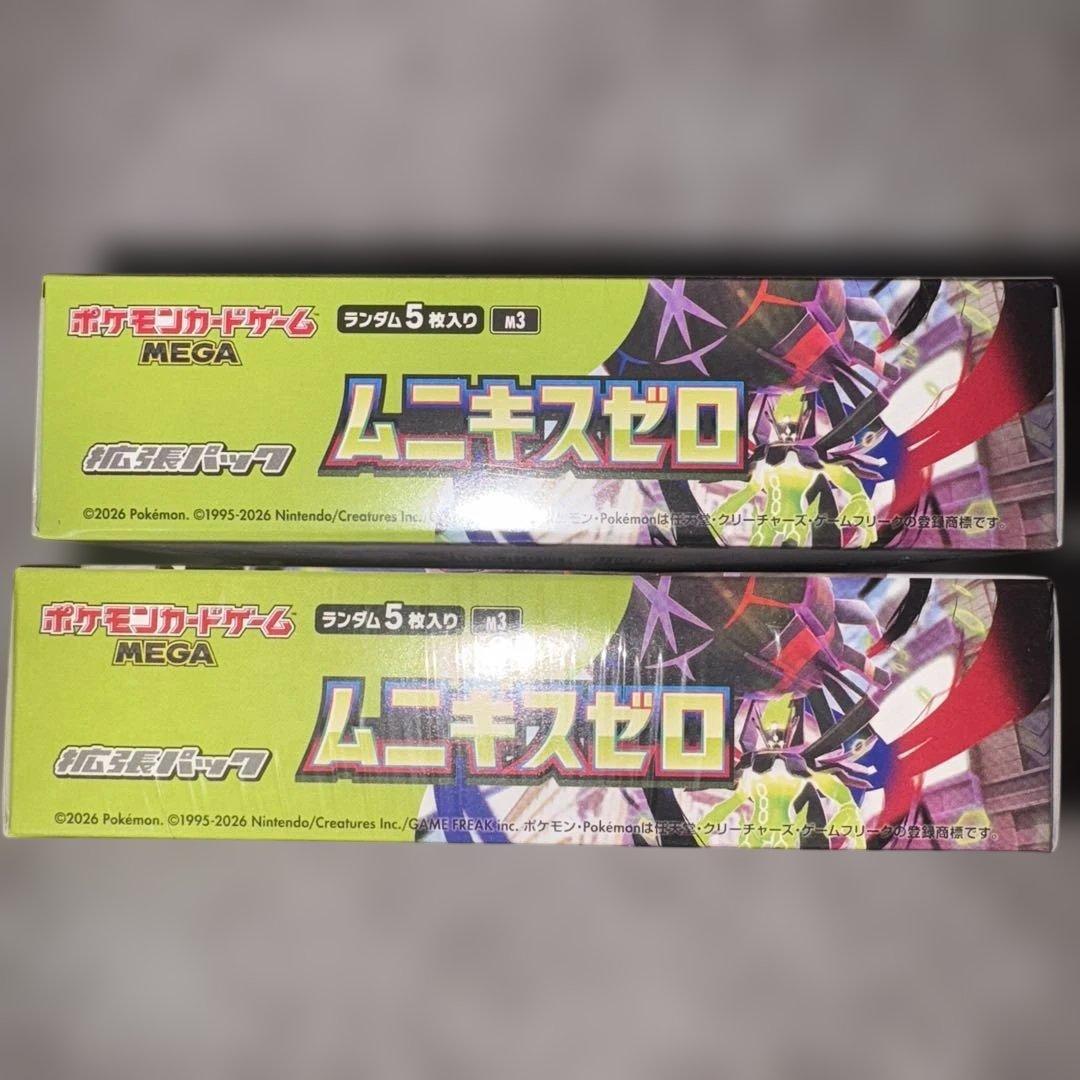 ポケモンカードゲーム™
MEGA
ランダム5枚入り M3
ムニキスゼロ
拡張パック
©2026 Pokémon. ©1995-2026 Nintendo/Creatures Inc./ モン・Pokémonは任天堂・クリーチャーズ・ゲームフリークの登録商標です。
ポケモンカードゲーム™
MEGA
ランダム5枚入り M3
ムニキスゼロ
拡張パック
©2026 Pokémon. ©1995-2026 Nintendo/Creatures Inc./GAME FREAK inc. ポケモン・Pokémonは任天堂・クリーチャーズ・ゲームフリークの登録商標です。